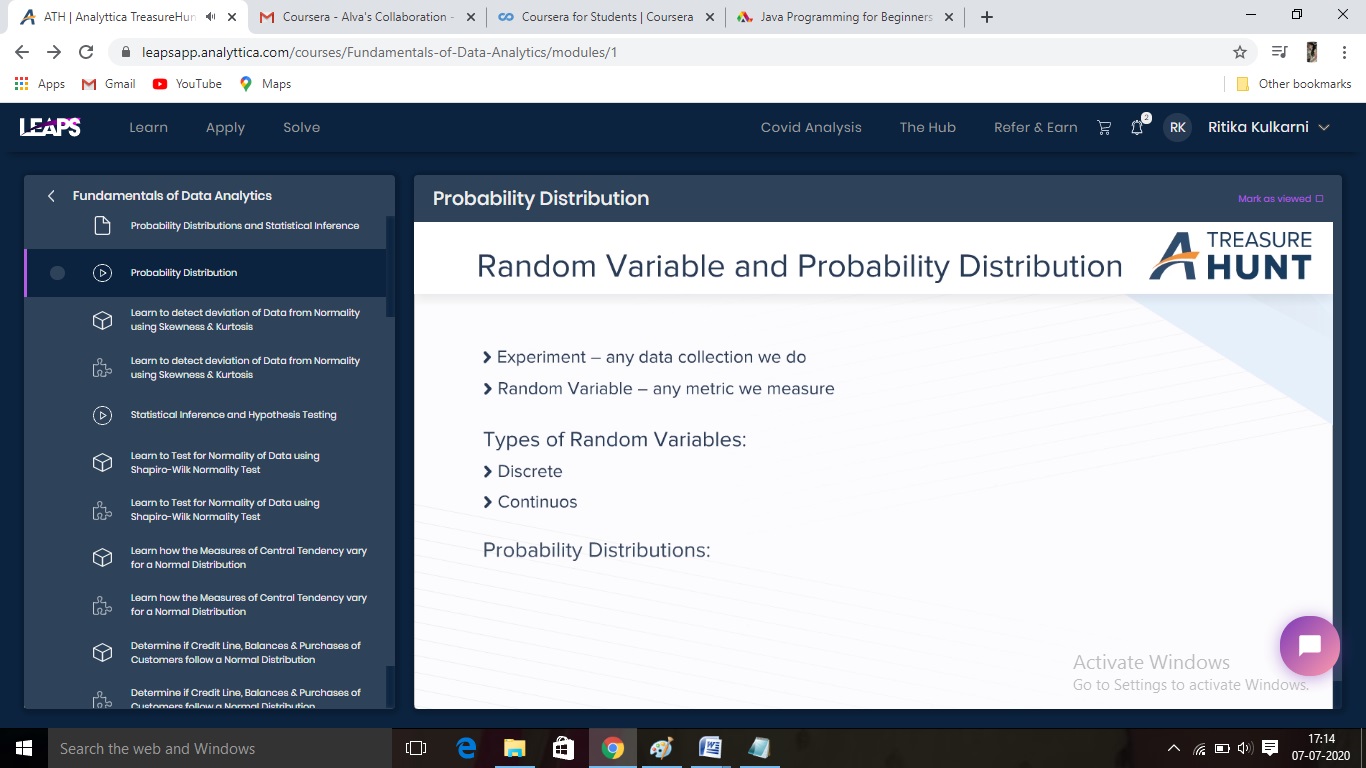 ATH | Analyttica TreasureHun
Coursera - Alva's Collaboration -
Coursera for Students | Coursera
Java Programming for Beginners
leapsapp.analyttica.com/courses/Fundamentals-of-Data-Analytics/modules/1
Apps Gmail YouTube Maps Other bookmarks
LEAPS Learn Apply Solve Covid Analysis The Hub Refer & Earn 2 RK Ritika Kulkarni
Fundamentals of Data Analytics
Probability Distributions and Statistical Inference
Probability Distribution
Learn to detect deviation of Data from Normality
using Skewness & Kurtosis
Learn to detect deviation of Data from Normality
using Skewness & Kurtosis
Statistical Inference and Hypothesis Testing
Learn to Test for Normality of Data using
Shapiro-Wilk Normality Test
Learn to Test for Normality of Data using
Shapiro-Wilk Normality Test
Learn how the Measures of Central Tendency vary
for a Normal Distribution
Learn how the Measures of Central Tendency vary
for a Normal Distribution
Determine if Credit Line, Balances & Purchases of
Customers follow a Normal Distribution
Determine if Credit Line, Balances & Purchases of
Customers follow a Normal Distribution
Probability Distribution
Mark as viewed
Random Variable and Probability Distribution
A TREASURE
HUNT
Experiment – any data collection we do
Random Variable – any metric we measure
Types of Random Variables:
Discrete
Continuos
Probability Distributions:
Activate Windows
Go to Settings to activate Windows.
Search the web and Windows
17:14
07-07-2020